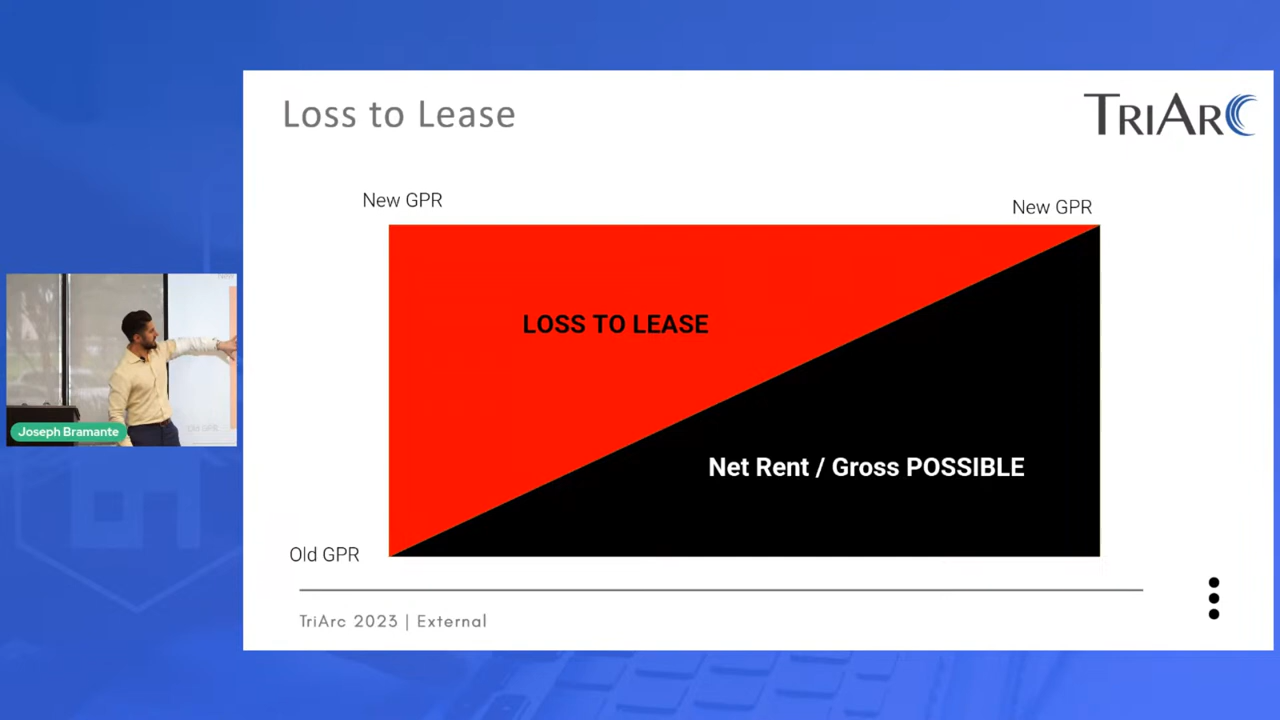 Loss to Lease
TRIARC
New GPR
New GPR
LOSS TO LEASE
Net Rent / Gross POSSIBLE
Old GPR
TriArc 2023 | External
Joseph Bramante